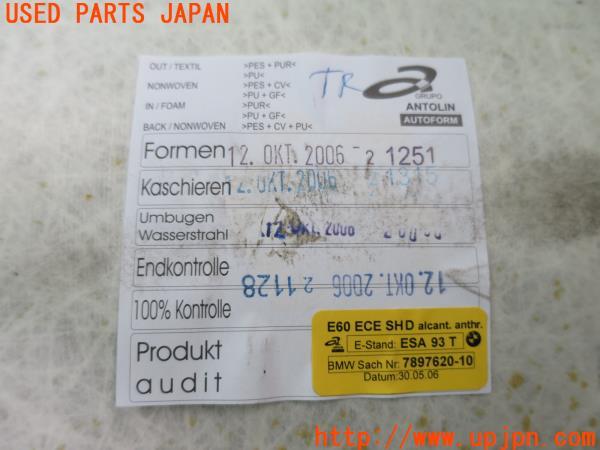 USED PARTS JAPAN
OUT / TEXTIL >PES + PUR<
>PU<
NONWOVEN >PES + CV<
>PU + GF<
IN / FOAM >PUR<
>PU + GF<
BACK / NONWOVEN >PES + CV + PU<
TR
GRUPO
ANTOLIN
AUTOFORM
Formen 12. OKT. 2006 - 2 1251
Kaschieren 12. OKT. 2006 2 1315
Umbugen
Wasserstrahl 12. OKT. 2006
Endkontrolle 12. OKT. 2006 2 1128
100% Kontrolle
Produkt
audit
E60 ECE SHD alcant. anthr.
E-Stand: ESA 93 T
BMW Sach Nr: 7897620-10
Datum:30.05.06
http://www.upjpn.com